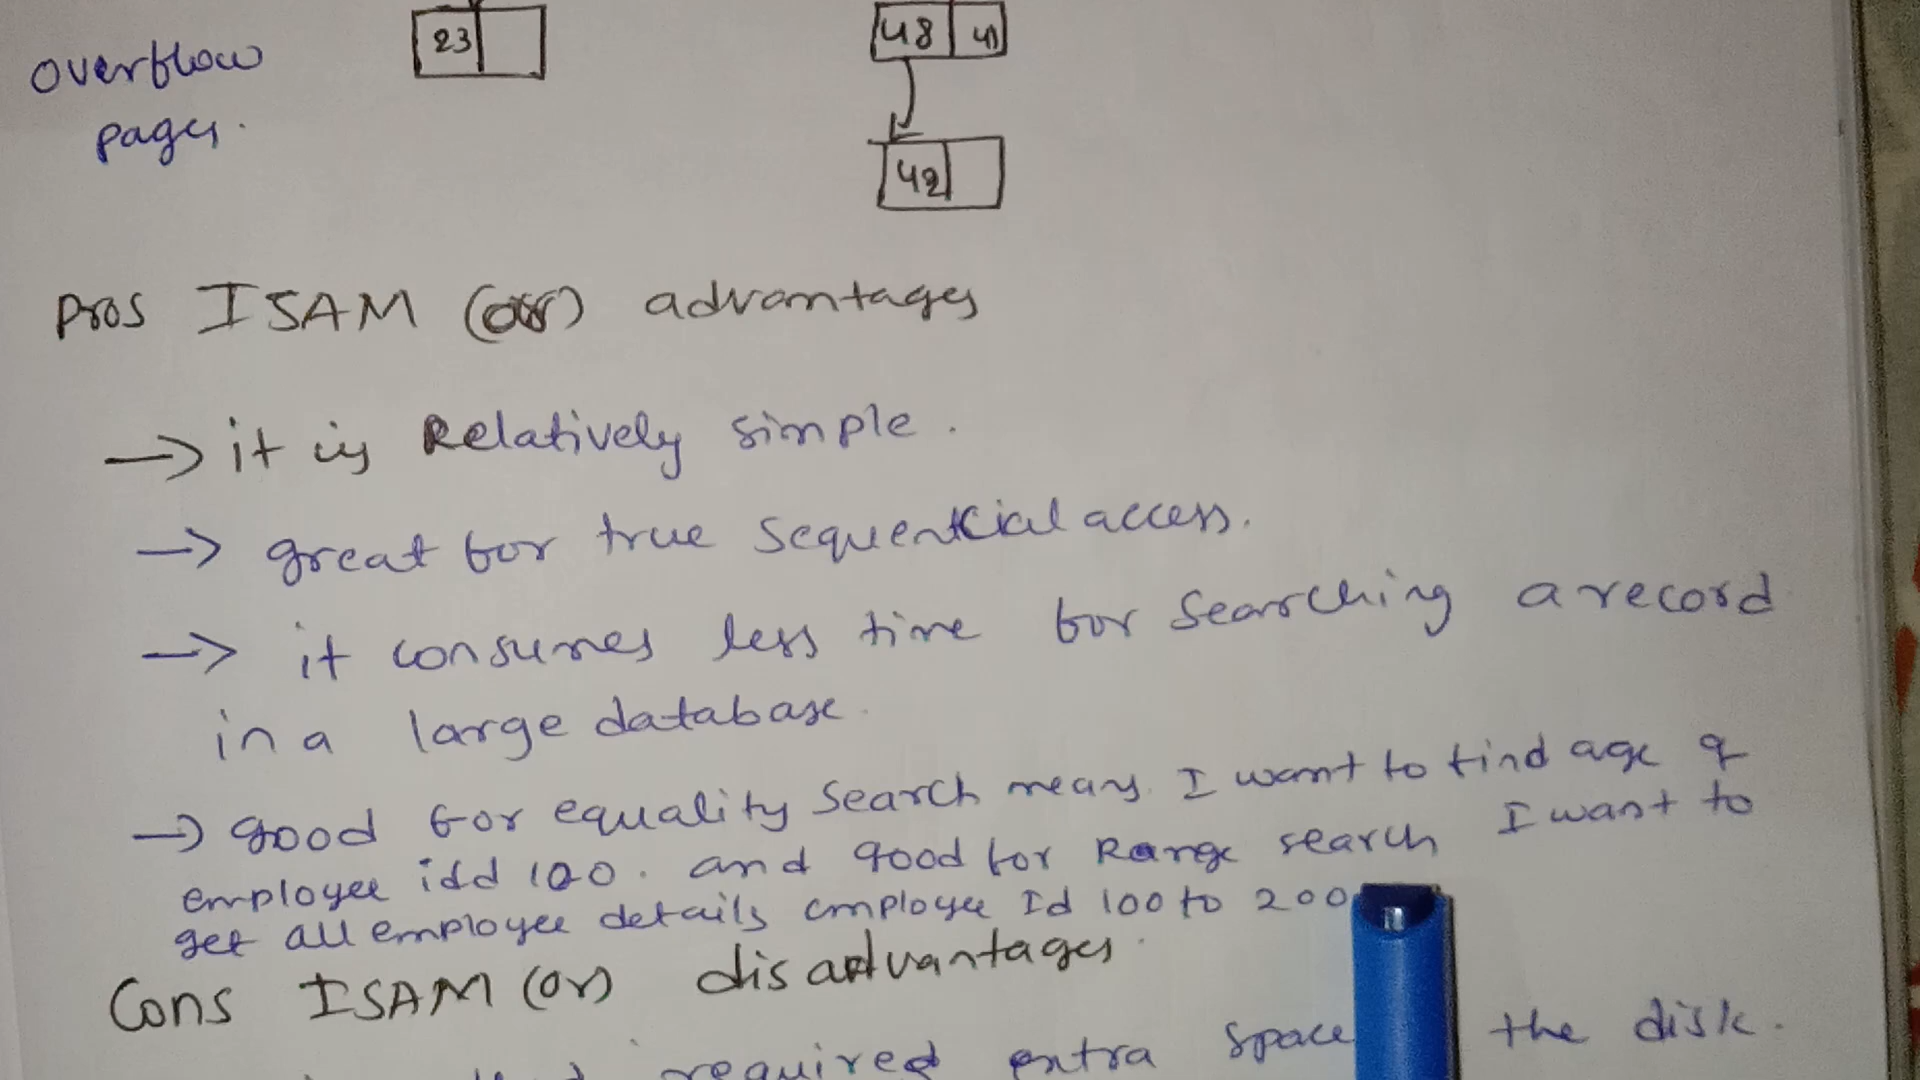 23
48 41
overflow
pages.
42
pros ISAM (or) advantages
→ it is Relatively simple.
→ great for true sequential access.
→ it consumes less time for searching a record
in a large database.
→ good for equality search means I want to find age of
employee idd 100. and good for Range search I want to
get all employee details employee Id 100 to 200
Cons ISAM (or) disadvantages.
required extra space the disk.